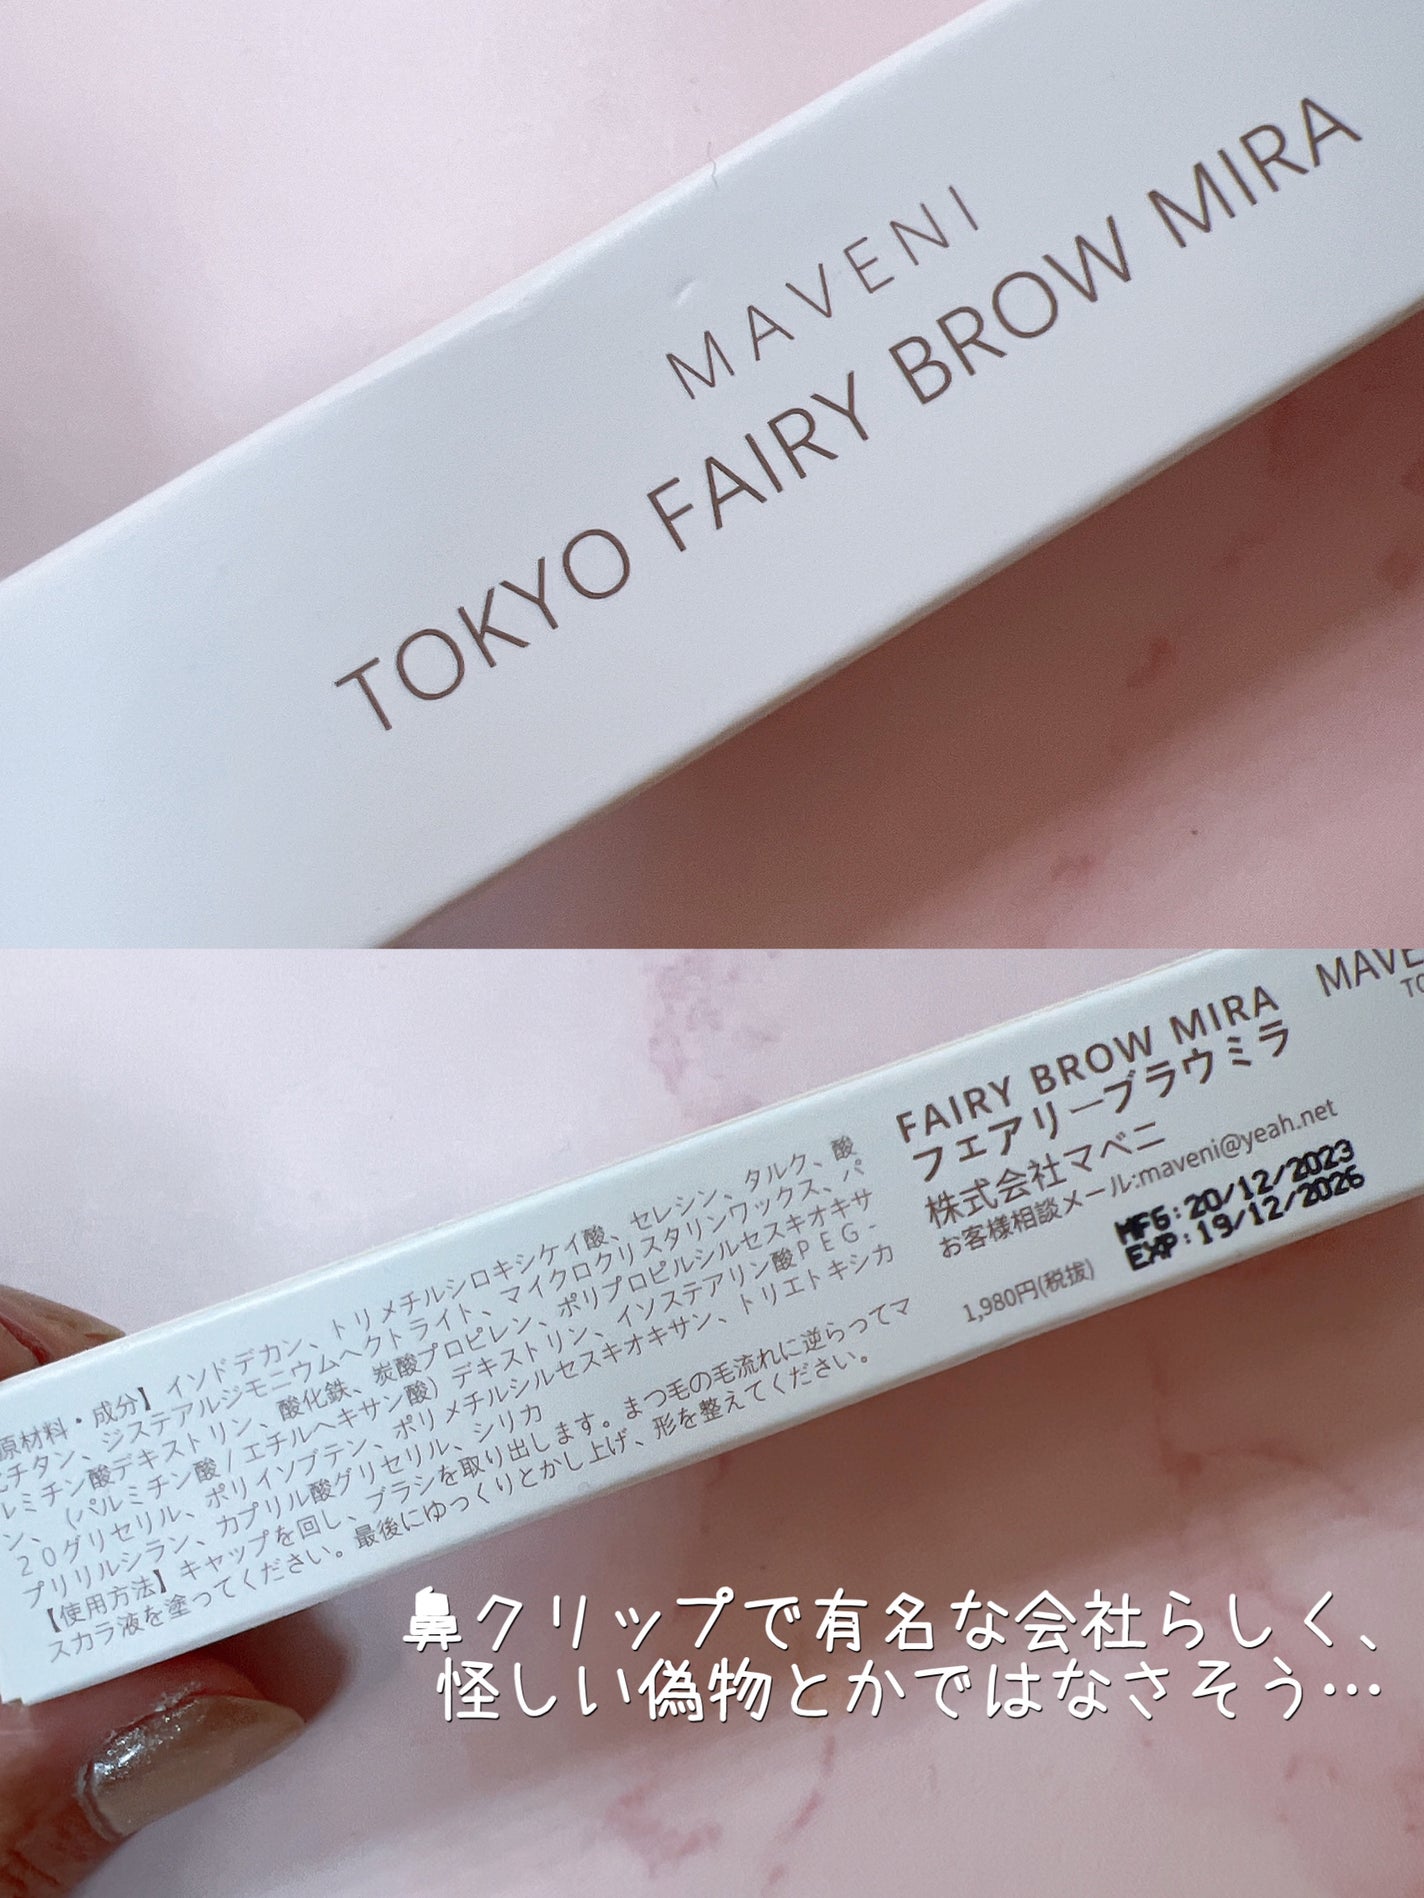 MAVENI
TOKYO FAIRY BROW MIRA
原材料・成分】イソドデカン、トリメチルシロキシケイ酸、セレシン、タルク、酸
化チタン、ジステアルジモニウムヘクトライト、マイクロクリスタリンワックス、パ
ルミチン酸デキストリン、酸化鉄、炭酸プロピレン、ポリプロピルシルセスキオキサ
ン、(パルミチン酸/エチルヘキサン酸)デキストリン、イソステアリン酸PEG-
20グリセリル、ポリイソブテン、ポリメチルシルセスキオキサン、トリエトキシカ
プリリルシラン、カプリル酸グリセリル、シリカ
【使用方法】キャップを回し、ブラシを取り出します。まつ毛の毛流れに逆らってマ
スカラ液を塗ってください。最後にゆっくりとかし上げ、形を整えてください。
FAIRY BROW MIRA
フェアリーブラウミラ
株式会社マベニ
お客様相談メール:maveni@yeah.net
MFG:20/12/2023
EXP:19/12/2026
1,980円(税抜)
MAVE
TO
鼻クリップで有名な会社らしく、
怪しい偽物とかではなさそう…